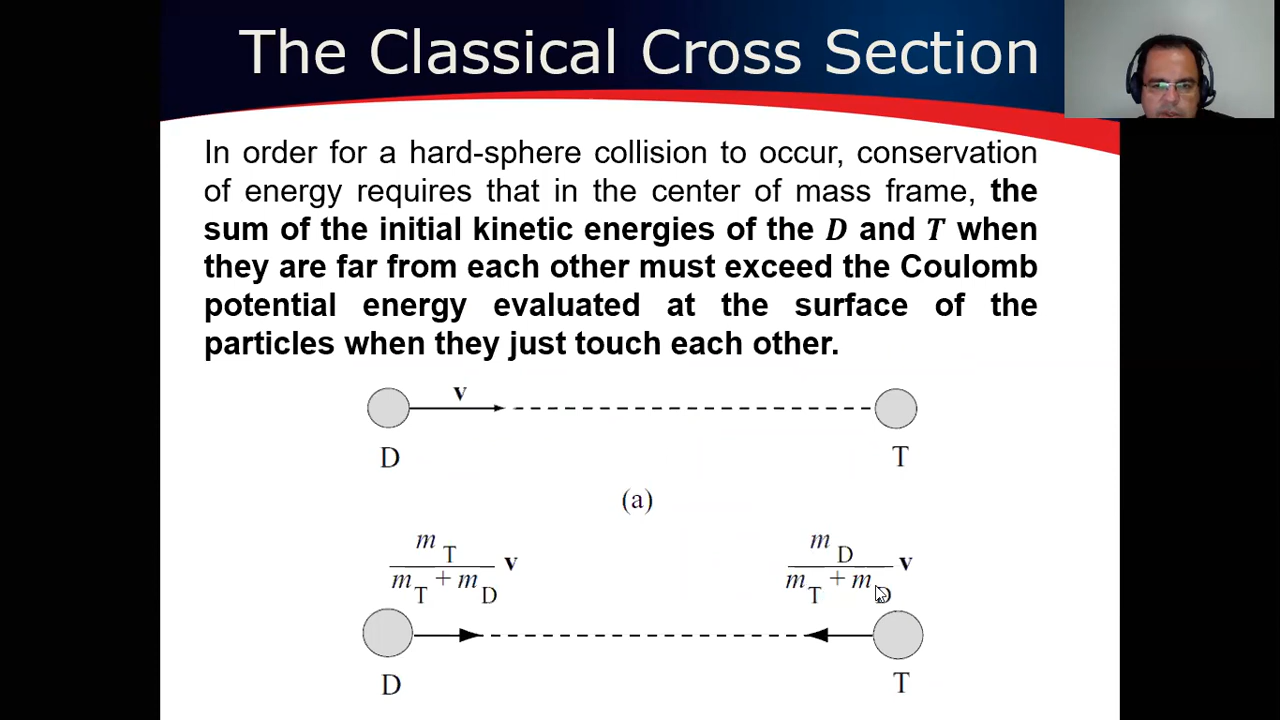 The Classical Cross Section
In order for a hard-sphere collision to occur, conservation
of energy requires that in the center of mass frame, the
sum of the initial kinetic energies of the D and T when
they are far from each other must exceed the Coulomb
potential energy evaluated at the surface of the
particles when they just touch each other.
v
D T
(a)
m_T / (m_T + m_D) v
m_D / (m_T + m_D) v
D T